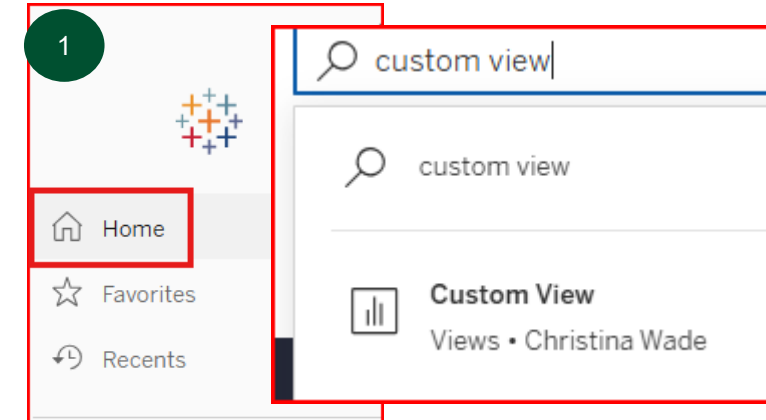 1
Home
Favorites
Recents
custom view
custom view
Custom View
Views • Christina Wade